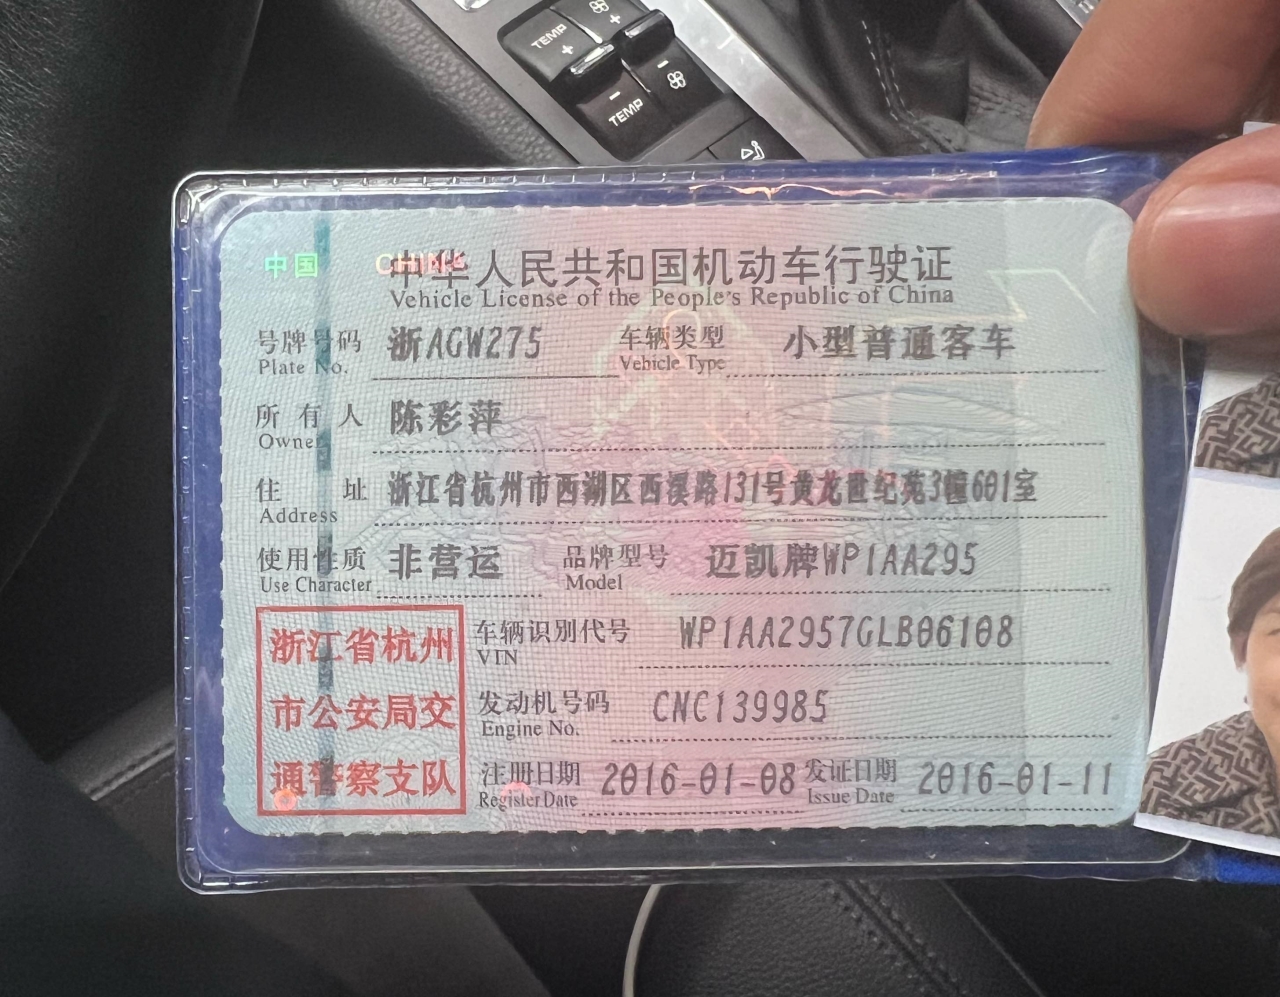 TEMP
+
+
-
-
TEMP
中国 CHINA
中华人民共和国机动车行驶证
Vehicle License of the People's Republic of China
号牌号码 浙AGW275 车辆类型 小型普通客车
Plate No. Vehicle Type
所有人 陈彩萍
Owner
住址 浙江省杭州市西湖区西溪路131号黄龙世纪苑3幢601室
Address
使用性质 非营运 品牌型号 迈凯牌WP1AA295
Use Character Model
浙江省杭州
市公安局交
通警察支队
车辆识别代号 WP1AA2957GLB06108
VIN
发动机号码 CNC139985
Engine No.
注册日期 2016-01-08 发证日期 2016-01-11
Register Date Issue Date